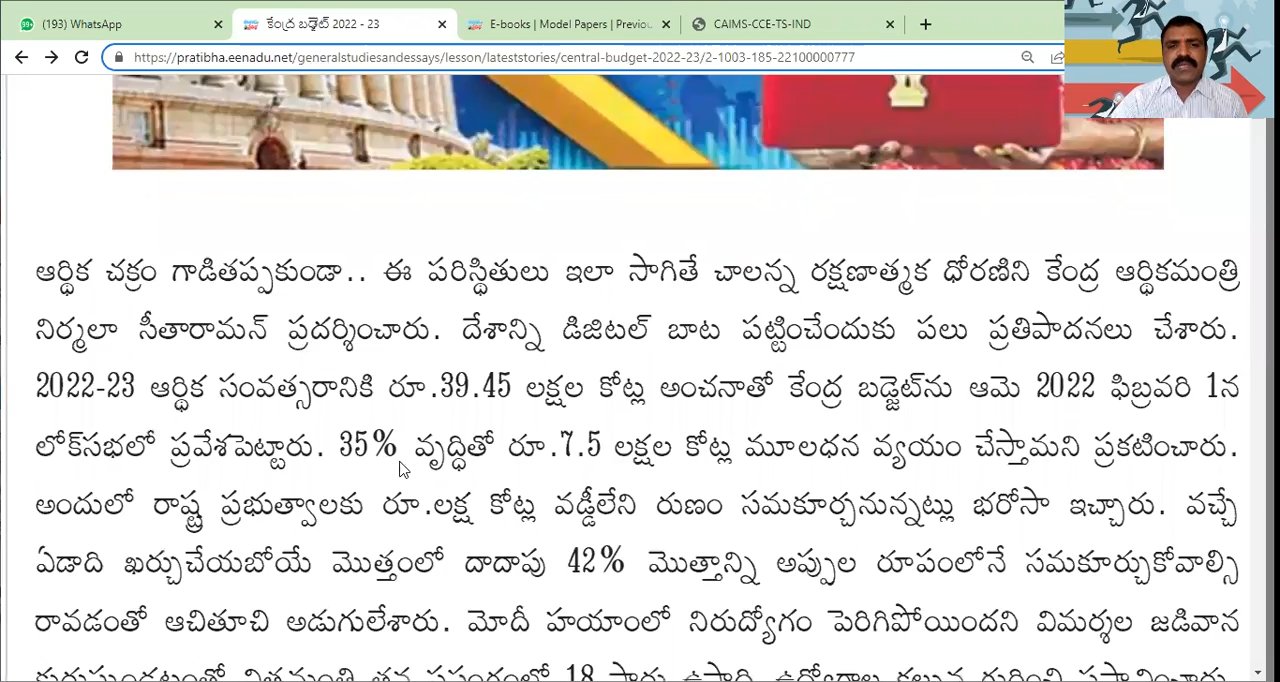 (193) WhatsApp
కేంద్ర బడ్జెట్ 2022 - 23
E-books | Model Papers | Previou
CAIMS-CCE-TS-IND
https://pratibha.eenadu.net/generalstudiesandessays/lesson/lateststories/central-budget-2022-23/2-1003-185-22100000777
ఆర్థిక చక్రం గాడితప్పకుండా.. ఈ పరిస్థితులు ఇలా సాగితే చాలన్న రక్షణాత్మక ధోరణిని కేంద్ర ఆర్థికమంత్రి
నిర్మలా సీతారామన్ ప్రదర్శించారు. దేశాన్ని డిజిటల్ బాట పట్టించేందుకు పలు ప్రతిపాదనలు చేశారు.
2022-23 ఆర్థిక సంవత్సరానికి రూ.39.45 లక్షల కోట్ల అంచనాతో కేంద్ర బడ్జెట్‌ను ఆమె 2022 ఫిబ్రవరి 1న
లోక్‌సభలో ప్రవేశపెట్టారు. 35% వృద్ధితో రూ.7.5 లక్షల కోట్ల మూలధన వ్యయం చేస్తామని ప్రకటించారు.
అందులో రాష్ట్ర ప్రభుత్వాలకు రూ.లక్ష కోట్ల వడ్డీలేని రుణం సమకూర్చనున్నట్లు భరోసా ఇచ్చారు. వచ్చే
ఏడాది ఖర్చుచేయబోయే మొత్తంలో దాదాపు 42% మొత్తాన్ని అప్పుల రూపంలోనే సమకూర్చుకోవాల్సి
రావడంతో ఆచితూచి అడుగులేశారు. మోదీ హయాంలో నిరుద్యోగం పెరిగిపోయిందని విమర్శల జడివాన